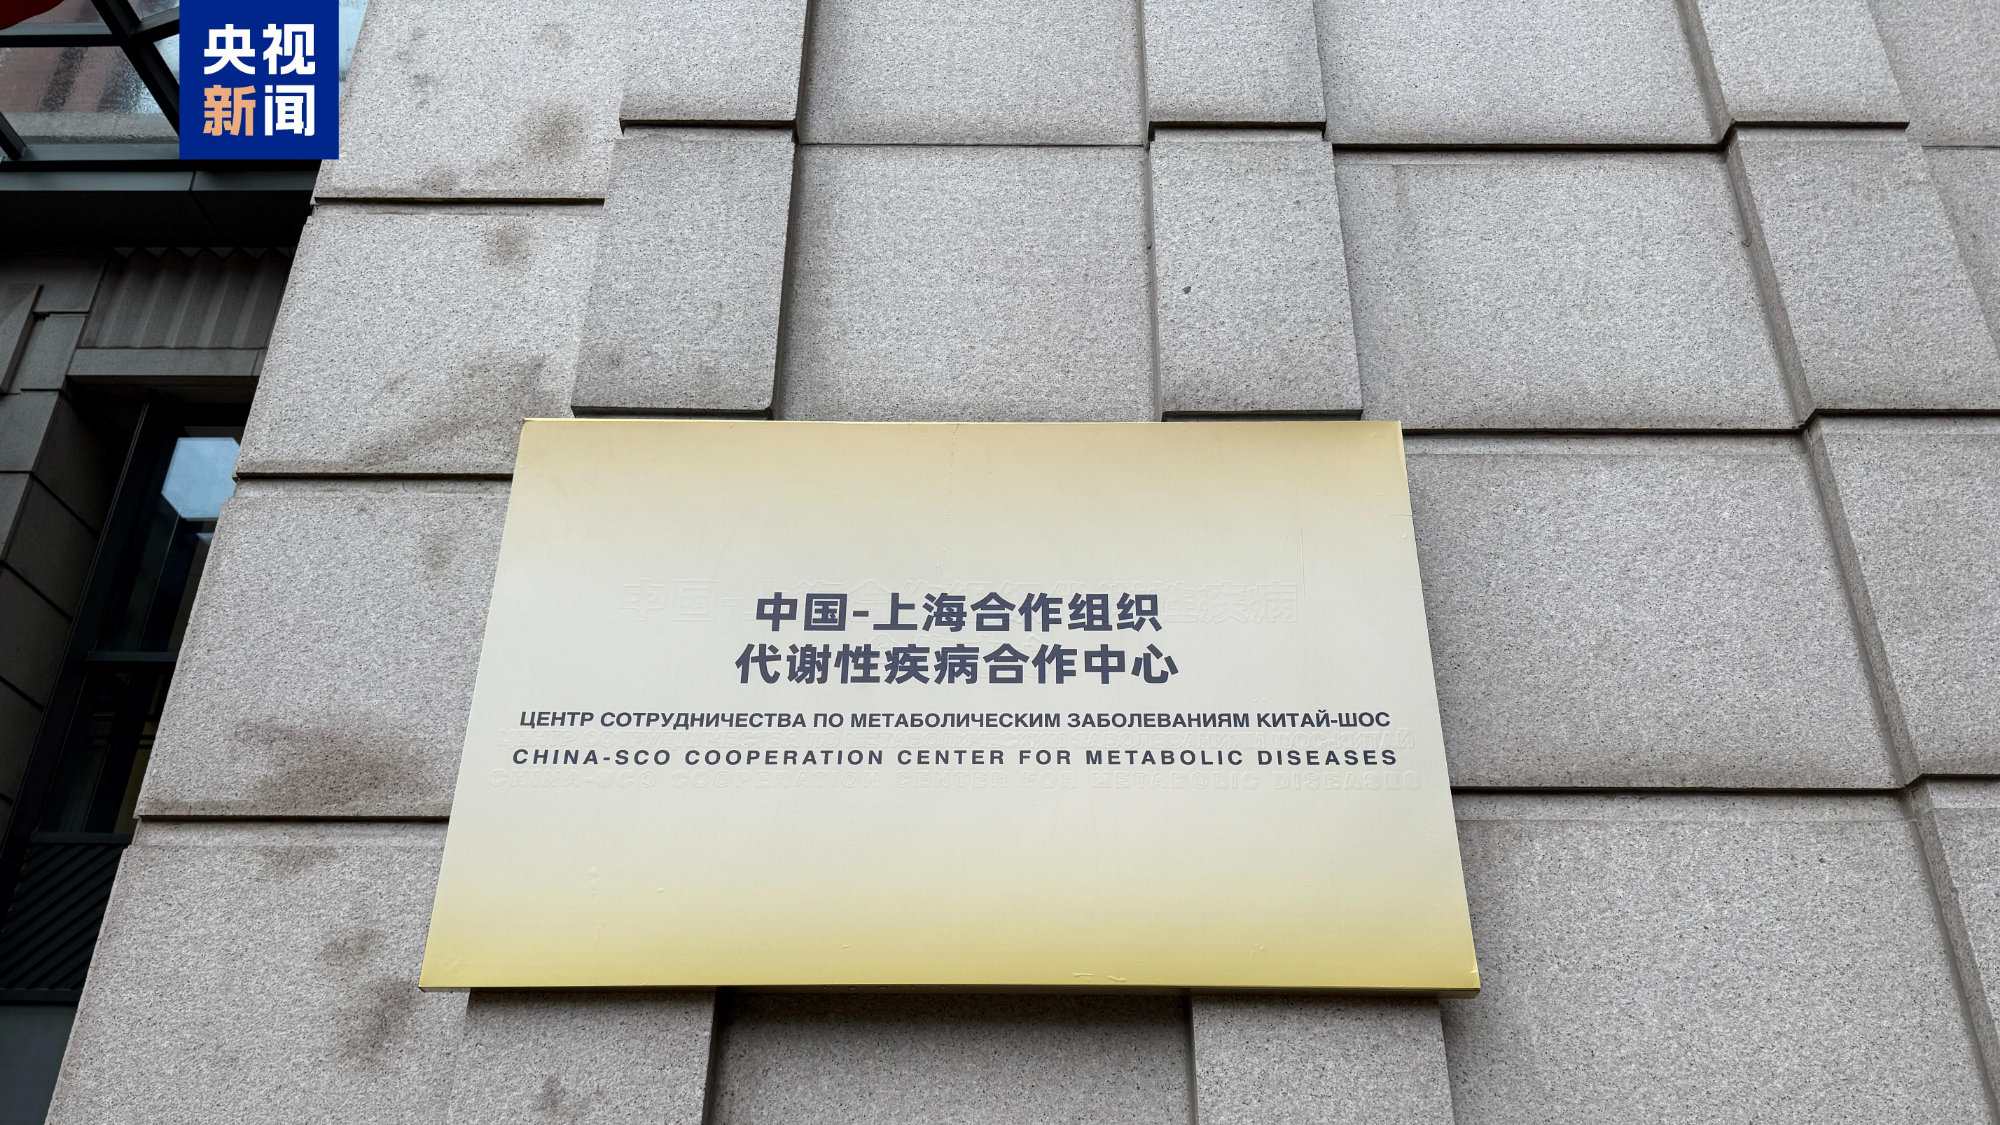 央视
新闻
中国-上海合作组织
代谢性疾病合作中心
ЦЕНТР СОТРУДНИЧЕСТВА ПО МЕТАБОЛИЧЕСКИМ ЗАБОЛЕВАНИЯМ КИТАЙ-ШОС
CHINA-SCO COOPERATION CENTER FOR METABOLIC DISEASES